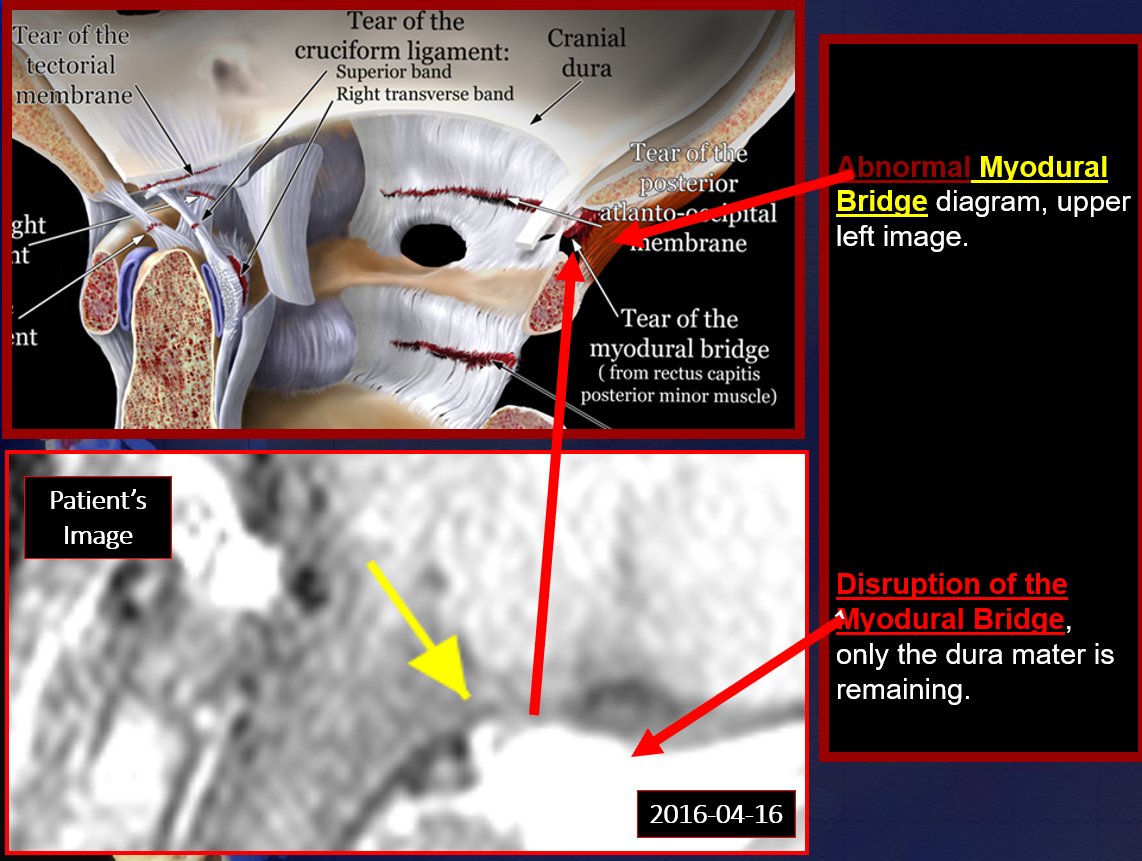 Tear of the
tectorial
membrane
Tear of the
cruciform ligament:
Superior band
Right transverse band
Cranial
dura
Tear of the
posterior
atlanto-occipital
membrane
ght
nt
ent
Tear of the
myodural bridge
( from rectus capitis
posterior minor muscle)
Abnormal Myodural
Bridge diagram, upper
left image.
Patient’s
Image
2016-04-16
Disruption of the
Myodural Bridge,
only the dura mater is
remaining.